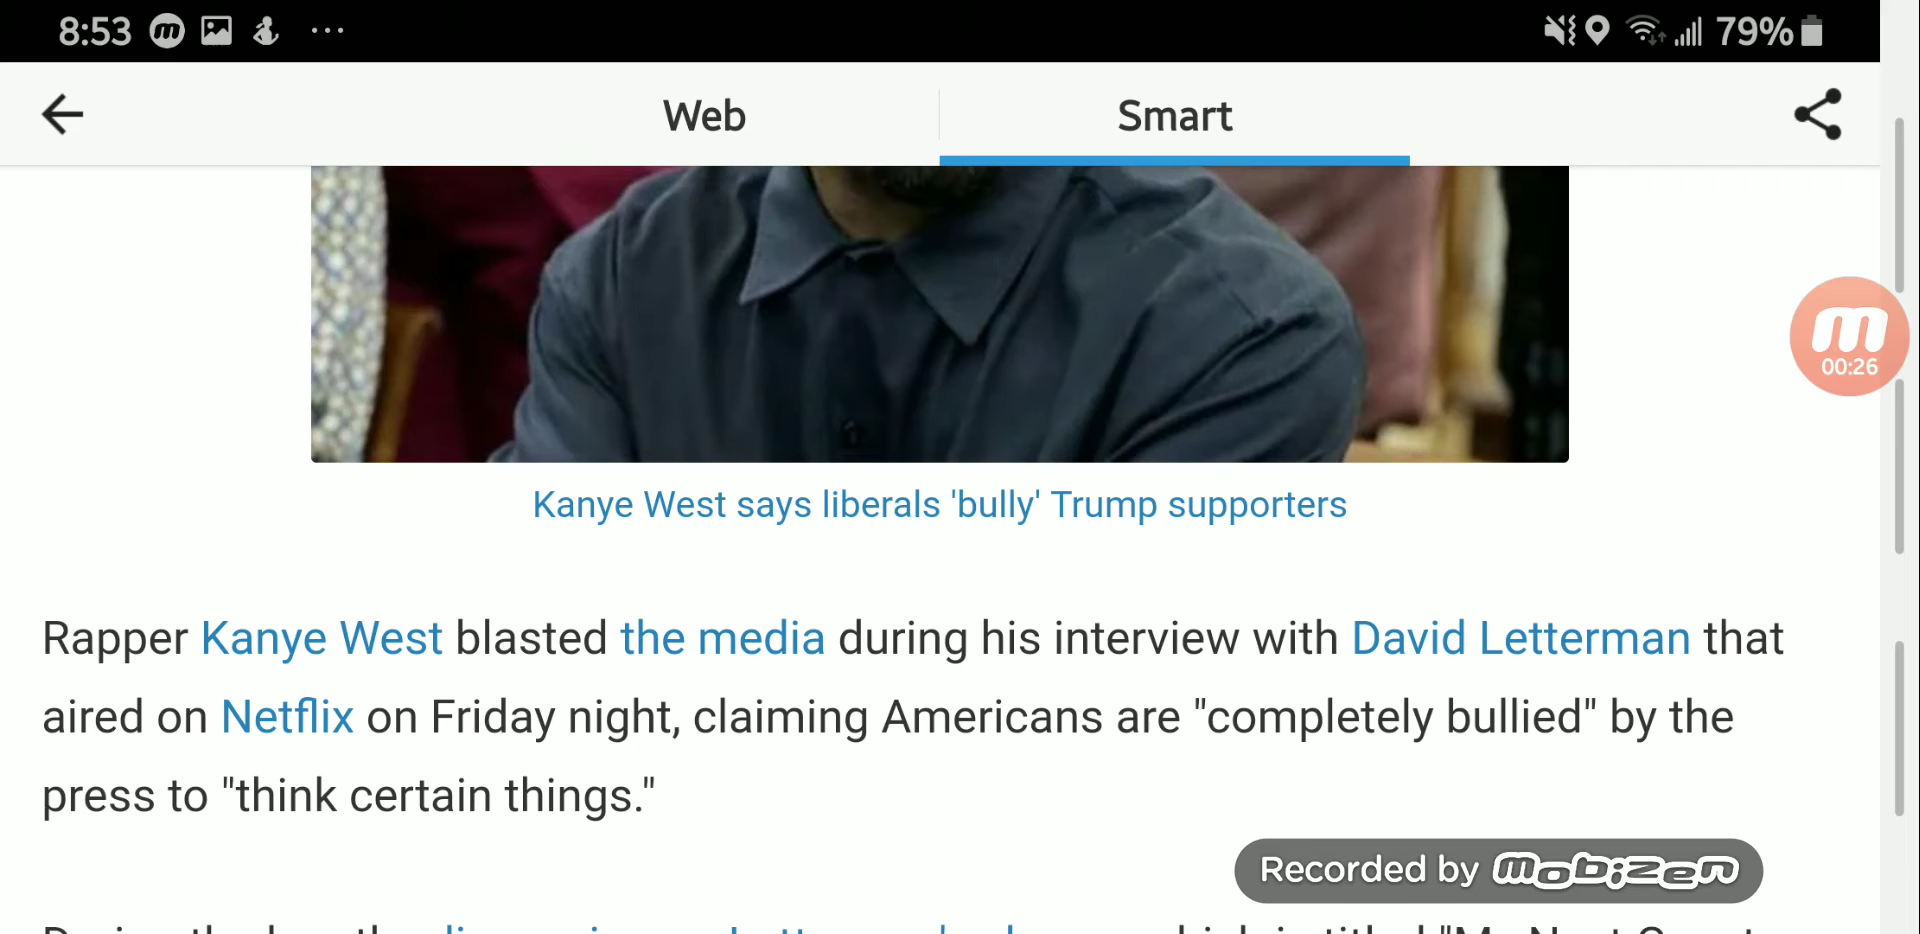 8:53 79%
Web Smart
m
00:26
Kanye West says liberals 'bully' Trump supporters
Rapper Kanye West blasted the media during his interview with David Letterman that
aired on Netflix on Friday night, claiming Americans are "completely bullied" by the
press to "think certain things."
Recorded by mobizen